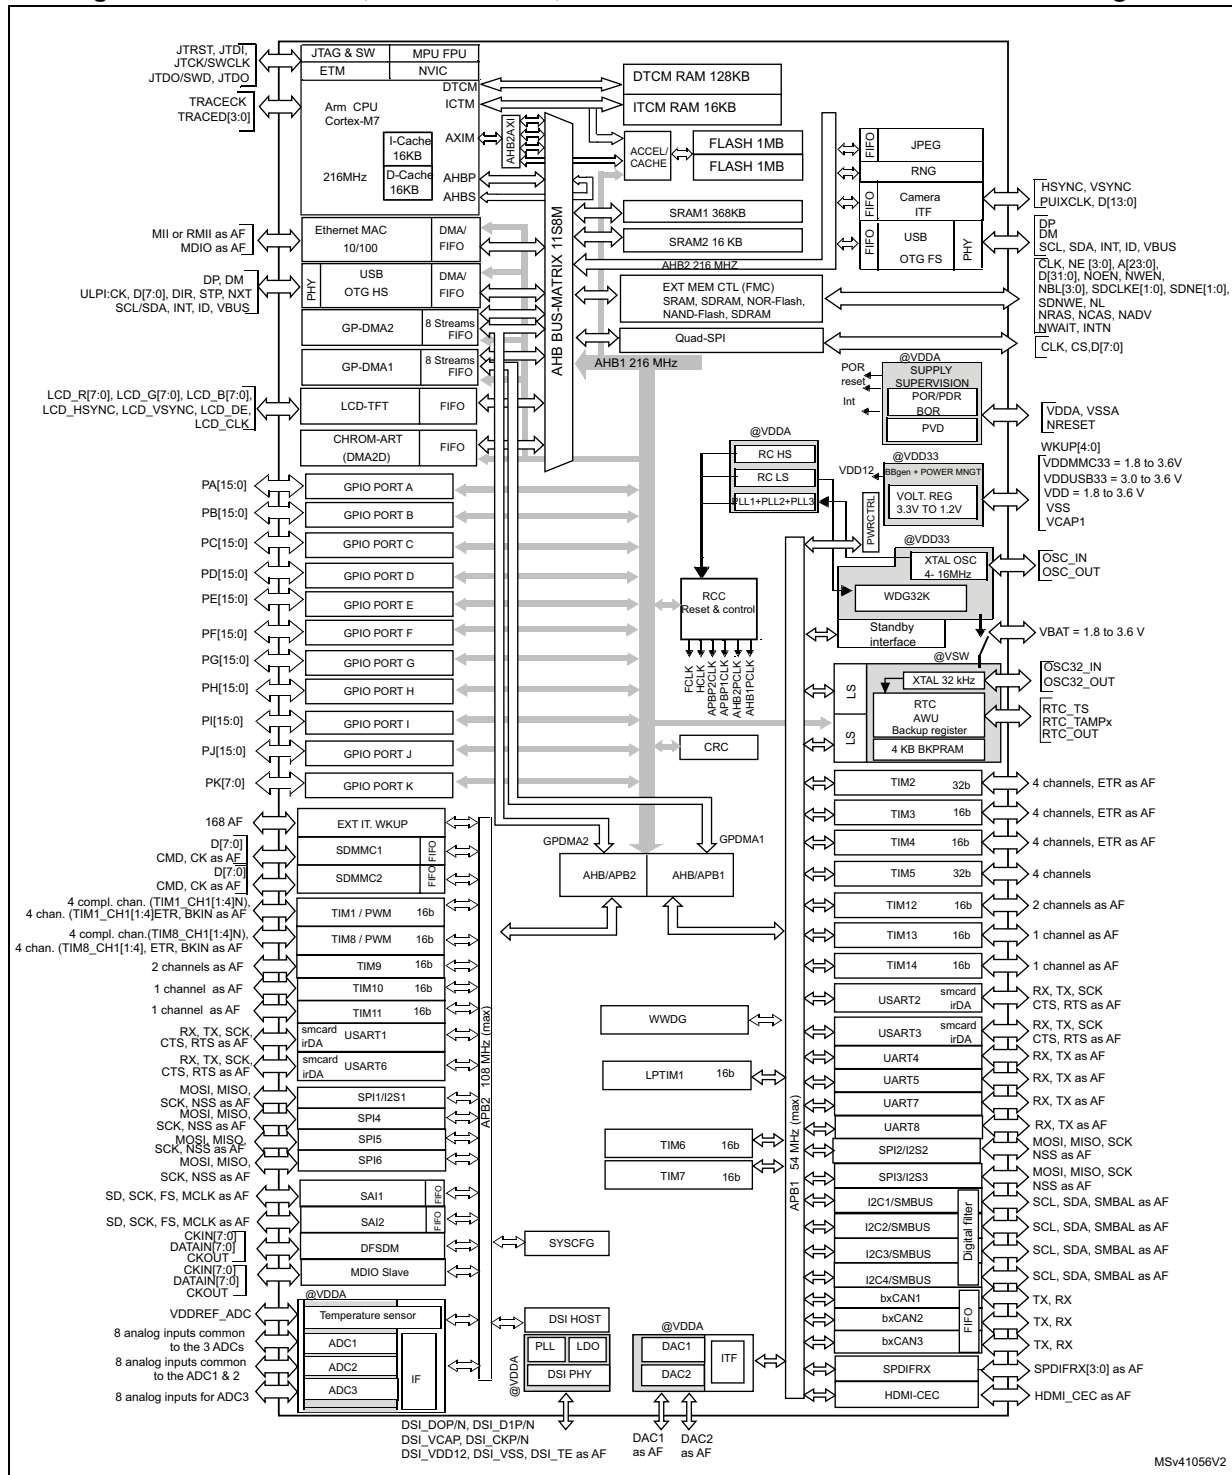 JTRST, JTDI,
JTCK/SWCLK
JTDO/SWD, JTDO
TRACECK
TRACED[3:0]
JTAG & SW
MPU FPU
ETM
NVIC
DTCM
ICTM
Arm CPU
Cortex-M7
AXIM
I-Cache
16KB
216MHz
D-Cache
16KB
AHBP
AHBS
AHB2AXI
AHB BUS-MATRIX 11S8M
DTCM RAM 128KB
ITCM RAM 16KB
ACCEL/
CACHE
FLASH 1MB
FLASH 1MB
SRAM1 368KB
SRAM2 16 KB
AHB2 216 MHZ
EXT MEM CTL (FMC)
SRAM, SDRAM, NOR-Flash,
NAND-Flash, SDRAM
Quad-SPI
AHB1 216 MHz
FIFO
JPEG
RNG
FIFO
Camera
ITF
FIFO
USB
OTG FS
PHY
HSYNC, VSYNC
PUIXCLK, D[13:0]
DP
DM
SCL, SDA, INT, ID, VBUS
CLK, NE [3:0], A[23:0],
D[31:0], NOEN, NWEN,
NBL[3:0], SDCLKE[1:0], SDNE[1:0],
SDNWE, NL
NRAS, NCAS, NADV
NWAIT, INTN
CLK, CS,D[7:0]
MII or RMII as AF
MDIO as AF
Ethernet MAC
10/100
DMA/
FIFO
DP, DM
ULPI:CK, D[7:0], DIR, STP, NXT
SCL/SDA, INT, ID, VBUS
PHY
USB
OTG HS
DMA/
FIFO
GP-DMA2
8 Streams
FIFO
GP-DMA1
8 Streams
FIFO
LCD_R[7:0], LCD_G[7:0], LCD_B[7:0],
LCD_HSYNC, LCD_VSYNC, LCD_DE,
LCD_CLK
LCD-TFT
FIFO
CHROM-ART
(DMA2D)
FIFO
@VDDA
POR
reset
Int
SUPPLY
SUPERVISION
POR/PDR
BOR
PVD
VDDA, VSSA
NRESET
WKUP[4:0]
@VDDA
RC HS
RC LS
PLL1+PLL2+PLL3
@VDD33
VDD12
BBgen + POWER MNGT
VOLT. REG
3.3V TO 1.2V
PWRCTRL
VDDMMC33 = 1.8 to 3.6V
VDDUSB33 = 3.0 to 3.6 V
VDD = 1.8 to 3.6 V
VSS
VCAP1
@VDD33
XTAL OSC
4- 16MHz
WDG32K
Standby
interface
OSC_IN
OSC_OUT
VBAT = 1.8 to 3.6 V
@VSW
LS
LS
XTAL 32 kHz
RTC
AWU
Backup register
4 KB BKPRAM
OSC32_IN
OSC32_OUT
RTC_TS
RTC_TAMPx
RTC_OUT
RCC
Reset & control
FCLK
HCLK
APBP2CLK
APBP1CLK
AHB2PCLK
AHB1PCLK
CRC
PA[15:0]
GPIO PORT A
PB[15:0]
GPIO PORT B
PC[15:0]
GPIO PORT C
PD[15:0]
GPIO PORT D
PE[15:0]
GPIO PORT E
PF[15:0]
GPIO PORT F
PG[15:0]
GPIO PORT G
PH[15:0]
GPIO PORT H
PI[15:0]
GPIO PORT I
PJ[15:0]
GPIO PORT J
PK[7:0]
GPIO PORT K
168 AF
EXT IT. WKUP
D[7:0]
CMD, CK as AF
SDMMC1
FIFO
D[7:0]
CMD, CK as AF
SDMMC2
FIFO
4 compl. chan. (TIM1_CH1[1:4]N),
4 chan. (TIM1_CH1[1:4]ETR, BKIN as AF
TIM1 / PWM
16b
4 compl. chan.(TIM8_CH1[1:4]N),
4 chan. (TIM8_CH1[1:4], ETR, BKIN as AF
TIM8 / PWM
16b
2 channels as AF
TIM9
16b
1 channel as AF
TIM10
16b
1 channel as AF
TIM11
16b
RX, TX, SCK,
CTS, RTS as AF
smcard
irDA
USART1
RX, TX, SCK,
CTS, RTS as AF
smcard
irDA
USART6
MOSI, MISO,
SCK, NSS as AF
SPI1/I2S1
MOSI, MISO,
SCK, NSS as AF
SPI4
MOSI, MISO,
SCK, NSS as AF
SPI5
MOSI, MISO,
SCK, NSS as AF
SPI6
SD, SCK, FS, MCLK as AF
SAI1
FIFO
SD, SCK, FS, MCLK as AF
SAI2
FIFO
CKIN[7:0]
DATAIN[7:0]
CKOUT
DFSDM
CKIN[7:0]
DATAIN[7:0]
CKOUT
MDIO Slave
@VDDA
VDDREF_ADC
Temperature sensor
8 analog inputs common
to the 3 ADCs
ADC1
8 analog inputs common
to the ADC1 & 2
ADC2
8 analog inputs for ADC3
ADC3
IF
APB2 108 MHz (max)
GPDMA2
GPDMA1
AHB/APB2
AHB/APB1
WWDG
LPTIM1
16b
TIM6
16b
TIM7
16b
SYSCFG
DSI HOST
PLL
LDO
DSI PHY
@VDDA
DSI_DOP/N, DSI_D1P/N
DSI_VCAP, DSI_CKP/N
DSI_VDD12, DSI_VSS, DSI_TE as AF
@VDDA
DAC1
DAC2
ITF
DAC1
as AF
DAC2
as AF
APB1 54 MHz (max)
TIM2
32b
4 channels, ETR as AF
TIM3
16b
4 channels, ETR as AF
TIM4
16b
4 channels, ETR as AF
TIM5
32b
4 channels
TIM12
16b
2 channels as AF
TIM13
16b
1 channel as AF
TIM14
16b
1 channel as AF
USART2
smcard
irDA
RX, TX, SCK
CTS, RTS as AF
USART3
smcard
irDA
RX, TX, SCK
CTS, RTS as AF
UART4
RX, TX as AF
UART5
RX, TX as AF
UART7
RX, TX as AF
UART8
RX, TX as AF
SPI2/I2S2
MOSI, MISO, SCK
NSS as AF
SPI3/I2S3
MOSI, MISO, SCK
NSS as AF
I2C1/SMBUS
SCL, SDA, SMBAL as AF
I2C2/SMBUS
SCL, SDA, SMBAL as AF
I2C3/SMBUS
SCL, SDA, SMBAL as AF
I2C4/SMBUS
SCL, SDA, SMBAL as AF
Digital filter
bxCAN1
TX, RX
bxCAN2
TX, RX
bxCAN3
TX, RX
FIFO
SPDIFRX
SPDIFRX[3:0] as AF
HDMI-CEC
HDMI_CEC as AF
MSv41056V2